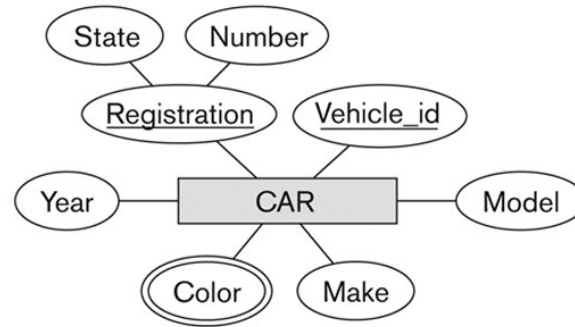 State Number
Registration Vehicle_id
Year CAR Model
Color Make